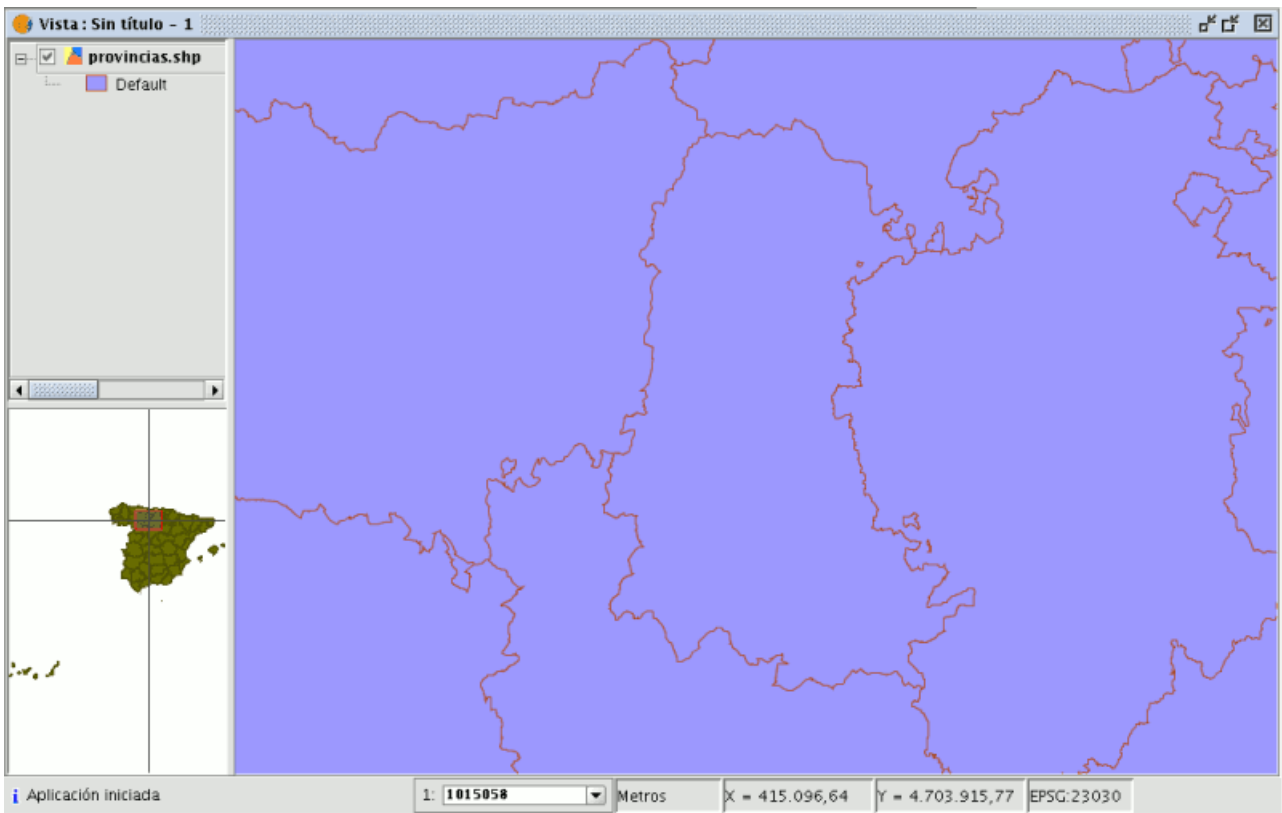 Vista : Sin título - 1
provincias.shp
Default
Aplicación iniciada
1: 1015058
Metros
X = 415.096,64
Y = 4.703.915,77
EPSG:23030